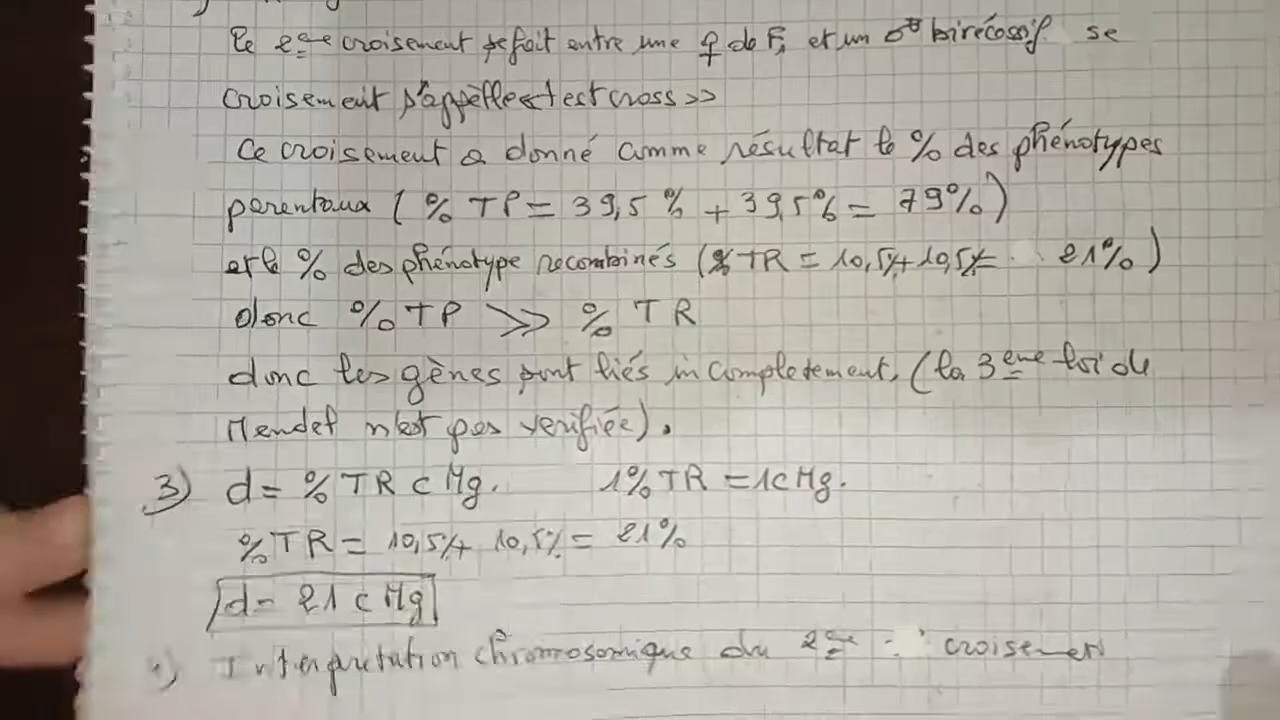 Le 2ème croisement se fait entre une ♀ de F1 et un ♂ birécessif se
croisement s'appèlle « test cross >>
Ce croisement a donné comme résultat le % des phénotypes
parentaux ( % TP = 39,5 % + 39,5% = 79% )
et le % des phénotype recombinés (% TR = 10,5% + 10,5% = 21% )
donc % TP >> % TR
donc les gènes sont liés incompletement, (la 3ème loi de
Mendel n'est pas verifiée).
3) d = % TR cMg. 1% TR = 1cMg.
% TR = 10,5% + 10,5% = 21%
d = 21 cMg
4) Interprétation chromosomique du 2ème croisement